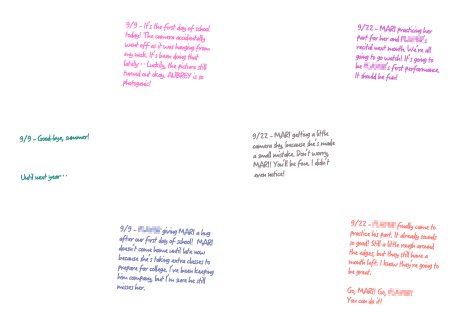 9/9 - It's the first day of school
today! The camera accidentally
went off as it was hanging from
my neck. It's been doing that
lately... Luckily, the picture still
turned out okay. AUBREY is so
photogenic!
9/22 - MARI practicing her
part for her and 's
recital next month. We're all
going to go watch! It's going to
be 's first performance.
It should be fun!
9/9 - Good-bye, summer!
Until next year...
9/22 - MARI getting a little
camera shy, because she's made
a small mistake. Don't worry,
MARI! You'll be fine. I didn't
even notice!
9/9 - giving MARI a hug
after our first day of school! MARI
doesn't come home until late now
because she's taking extra classes to
prepare for college. I've been keeping
him company, but I'm sure he still
misses her.
9/22 - finally came to
practice his part. It already sounds
so good! Still a little rough around
the edges, but they still have a
month left. I know they're going to
be great.
Go, MARI! Go, !
You can do it!